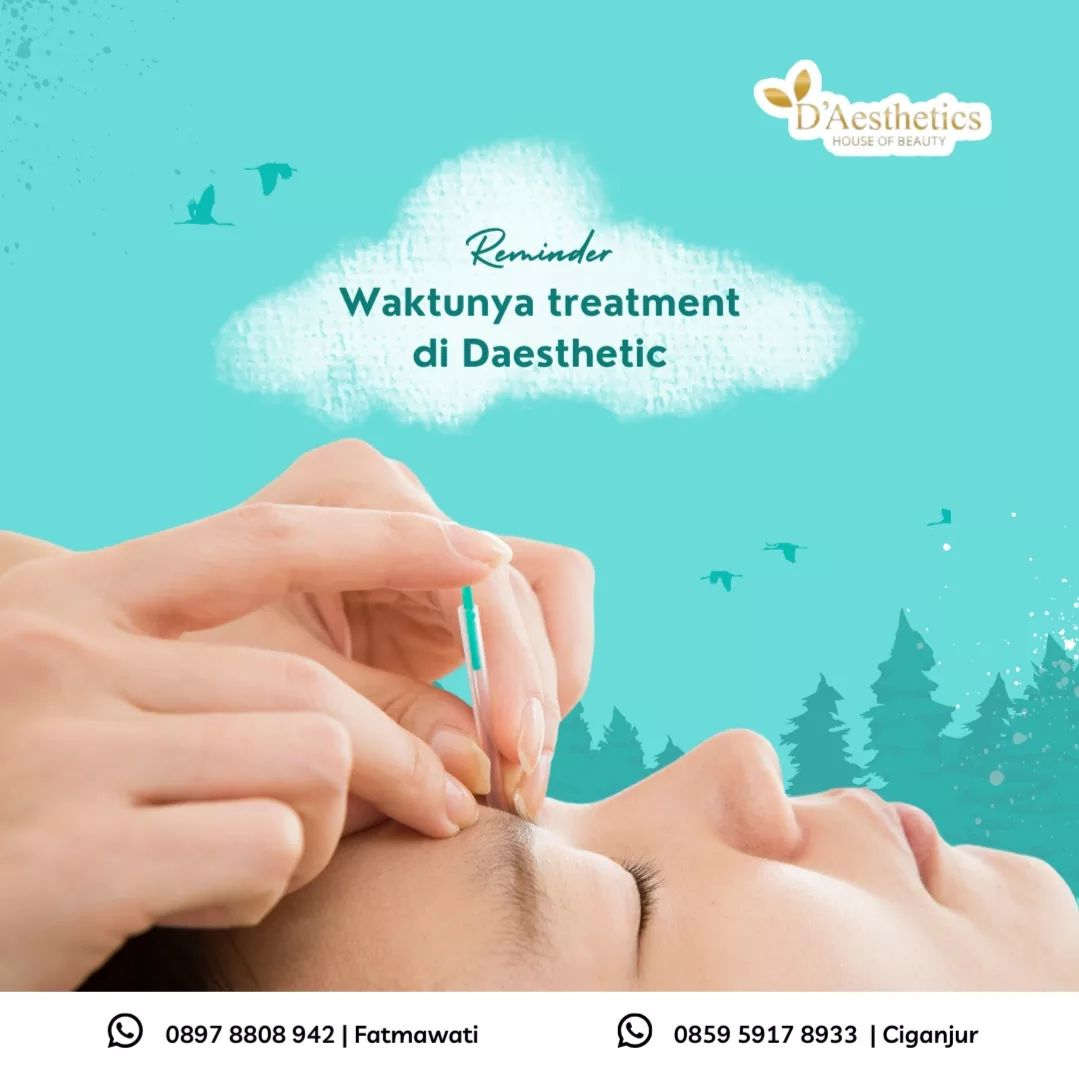 D'Aesthetics
HOUSE OF BEAUTY
Reminder
Waktunya treatment
di Daesthetic
0897 8808 942 | Fatmawati
0859 5917 8933 | Ciganjur